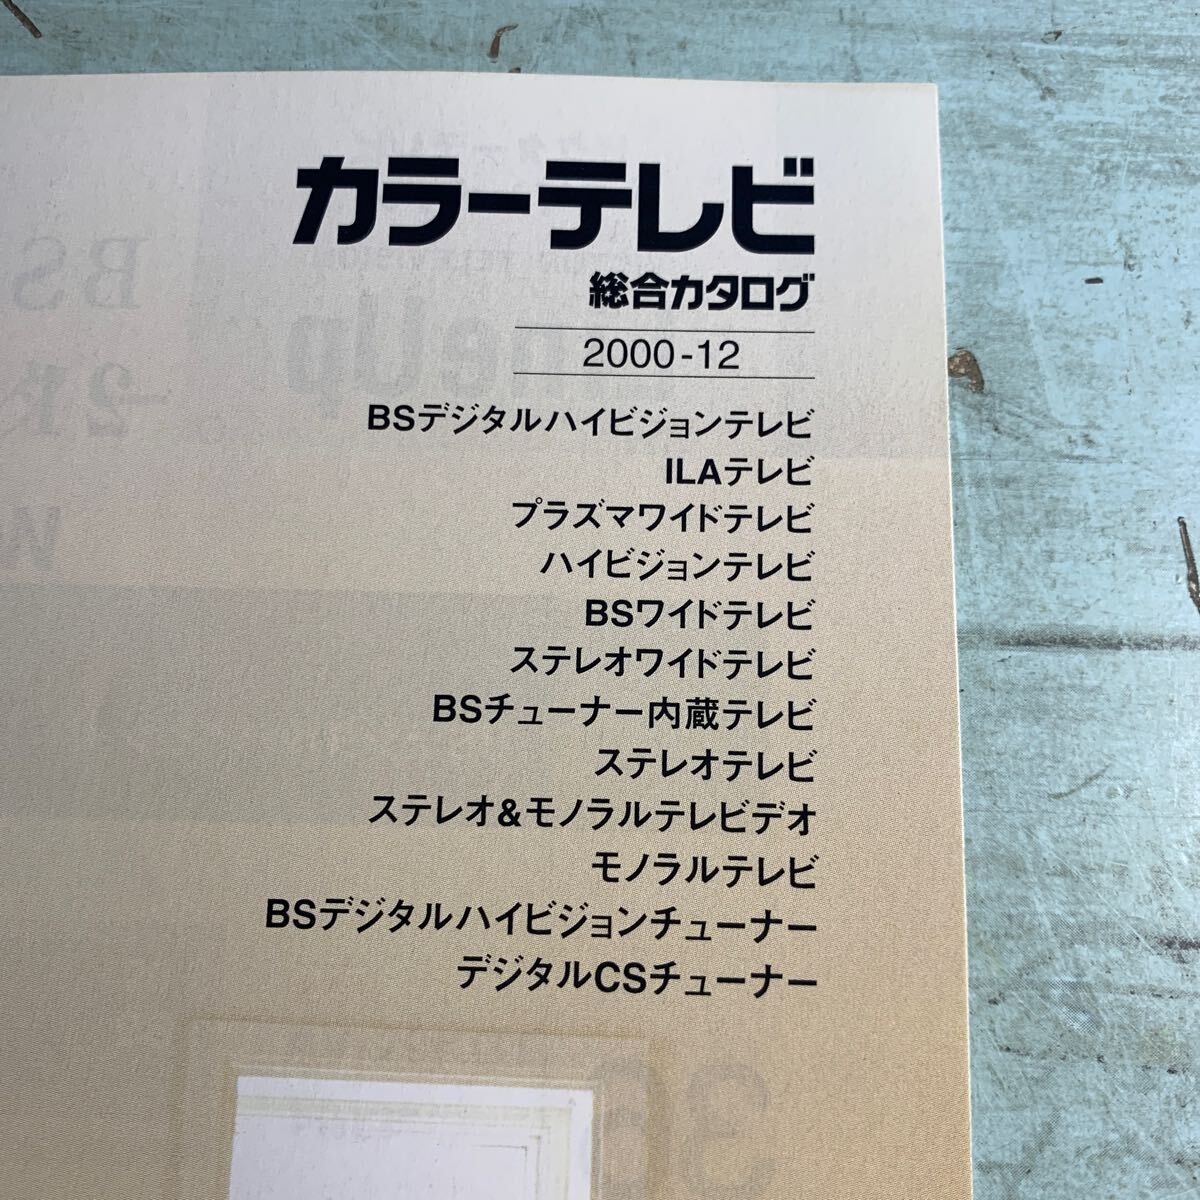 カラーテレビ
総合カタログ
2000-12
BSデジタルハイビジョンテレビ
ILAテレビ
プラズマワイドテレビ
ハイビジョンテレビ
BSワイドテレビ
ステレオワイドテレビ
BSチューナー内蔵テレビ
ステレオテレビ
ステレオ&モノラルテレビデオ
モノラルテレビ
BSデジタルハイビジョンチューナー
デジタルCSチューナー